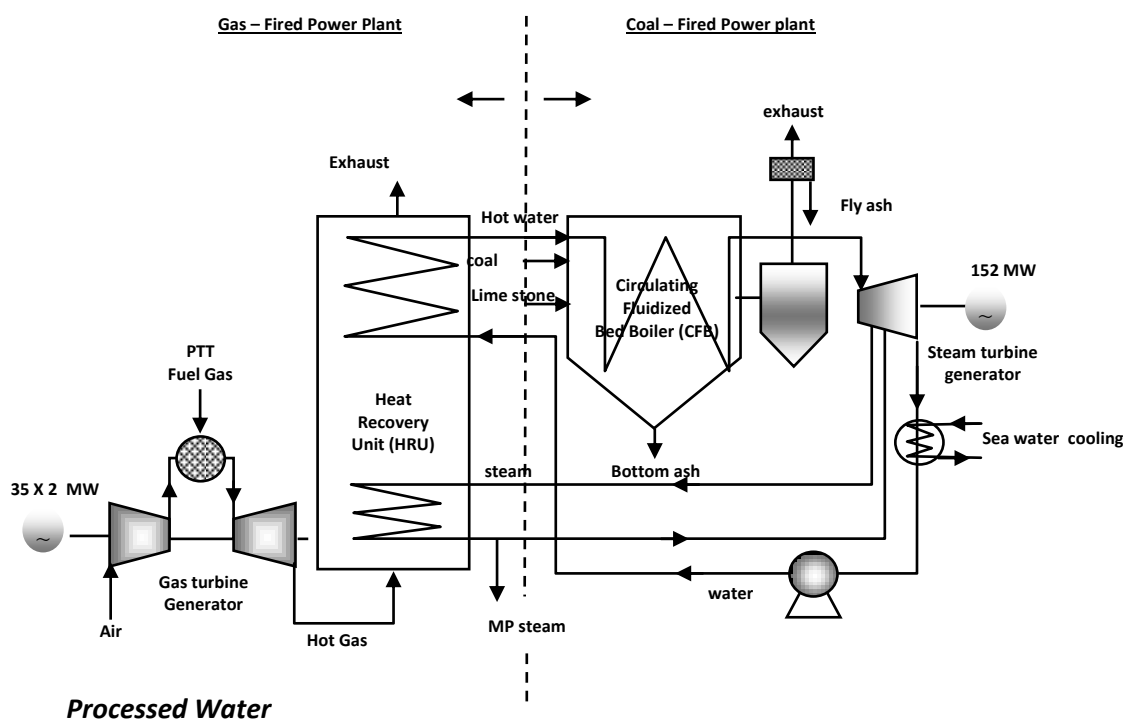 Gas – Fired Power Plant
Coal – Fired Power plant
exhaust
Exhaust
Fly ash
Hot water
coal
Lime stone
Circulating
Fluidized
Bed Boiler (CFB)
152 MW
~
Steam turbine
generator
PTT
Fuel Gas
Heat
Recovery
Unit (HRU)
Sea water cooling
steam
Bottom ash
35 X 2 MW
~
Gas turbine
Generator
water
Air
Hot Gas
MP steam
Processed Water